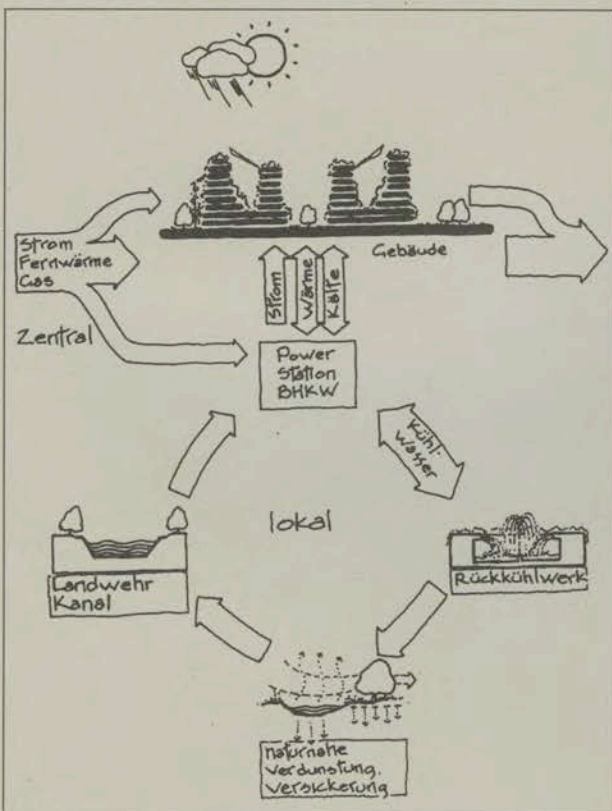 Strom
Fernwärme
Gas
Zentral
Gebäude
Strom
Wärme
Kälte
Power
Station
BHKW
Kühl-
Wasser
lokal
Landwehr
Kanal
Rückkühlwerk
naturnahe
Verdunstung,
Versickerung